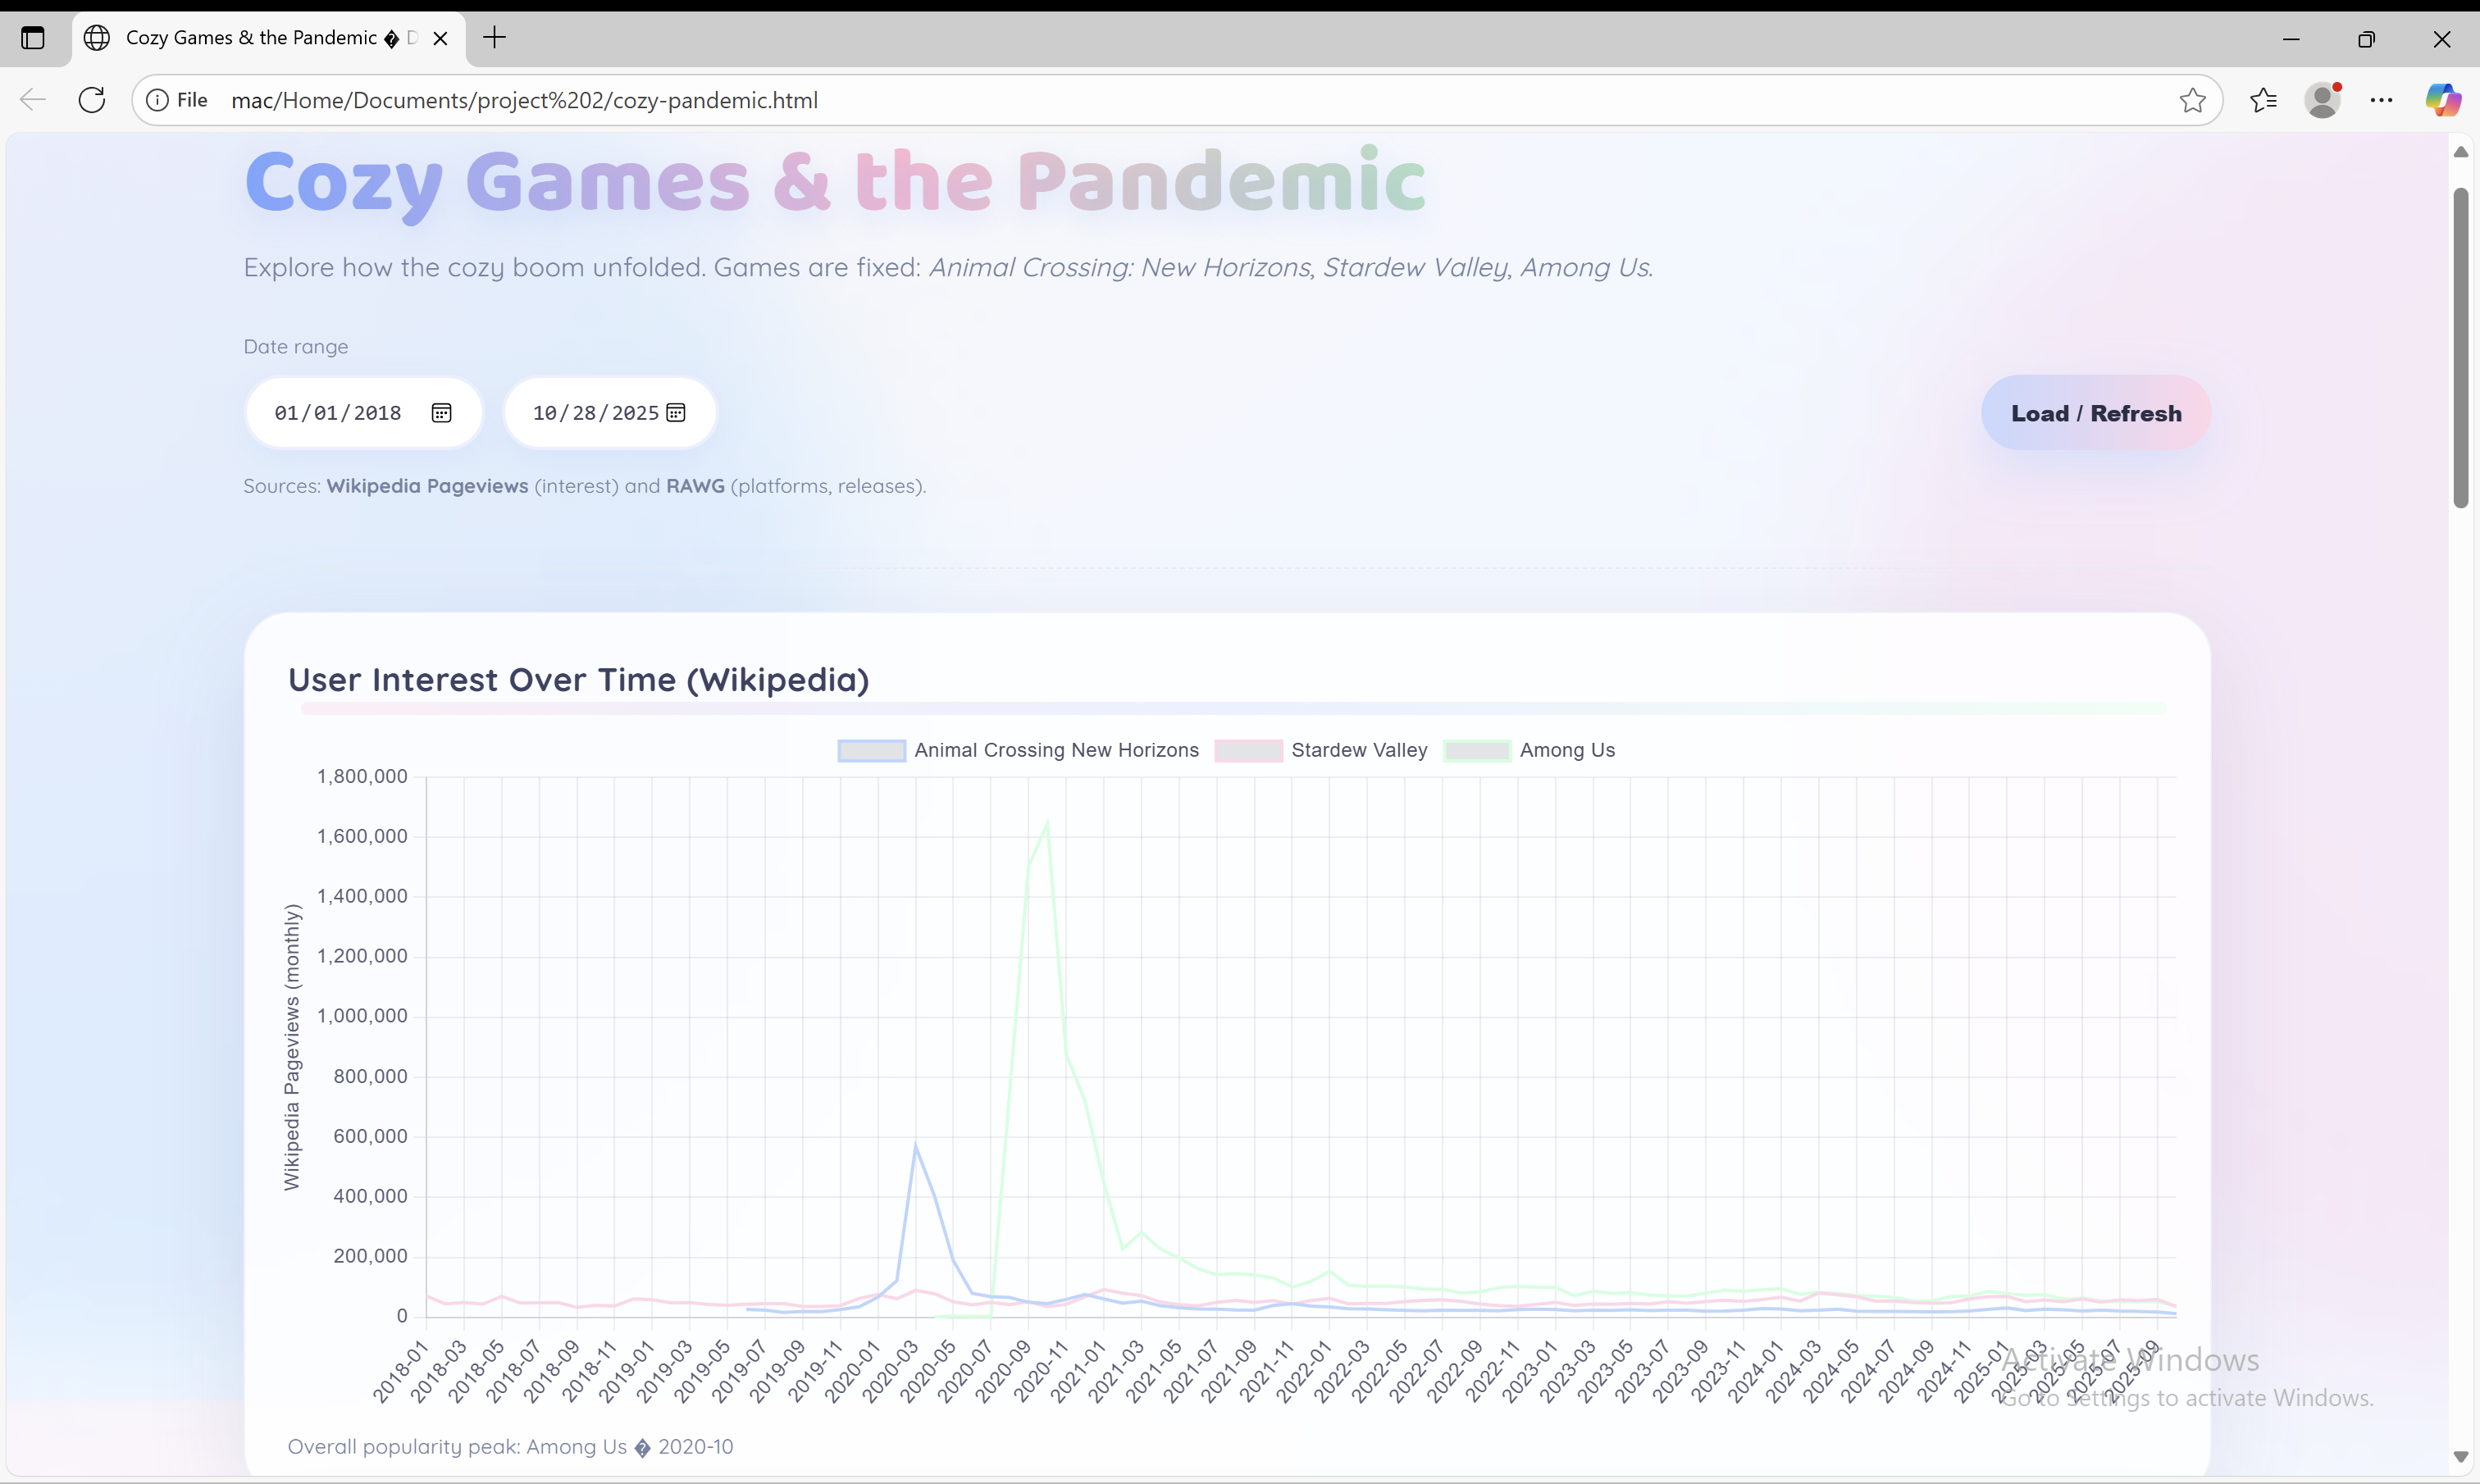 Cozy Games & the Pandemic � D
File mac/Home/Documents/project%202/cozy-pandemic.html
Cozy Games & the Pandemic
Explore how the cozy boom unfolded. Games are fixed: Animal Crossing: New Horizons, Stardew Valley, Among Us.
Date range
01/01/2018 10/28/2025 Load / Refresh
Sources: Wikipedia Pageviews (interest) and RAWG (platforms, releases).
User Interest Over Time (Wikipedia)
Animal Crossing New Horizons Stardew Valley Among Us
Wikipedia Pageviews (monthly)
1,800,000
1,600,000
1,400,000
1,200,000
1,000,000
800,000
600,000
400,000
200,000
0
2018-01 2018-03 2018-05 2018-07 2018-09 2018-11 2019-01 2019-03 2019-05 2019-07 2019-09 2019-11 2020-01 2020-03 2020-05 2020-07 2020-09 2020-11 2021-01 2021-03 2021-05 2021-07 2021-09 2021-11 2022-01 2022-03 2022-05 2022-07 2022-09 2022-11 2023-01 2023-03 2023-05 2023-07 2023-09 2023-11 2024-01 2024-03 2024-05 2024-07 2024-09 2024-11 2025-01 2025-03 2025-05 2025-07 2025-09
Activate Windows
Go to Settings to activate Windows.
Overall popularity peak: Among Us � 2020-10